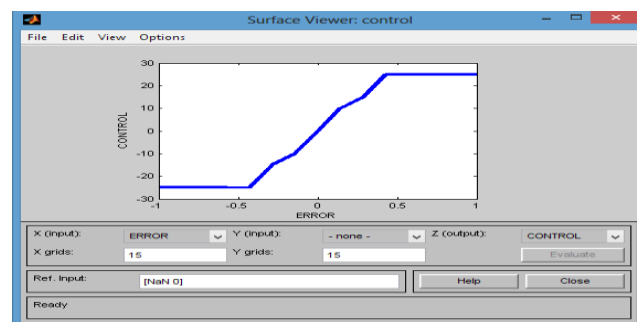 Surface Viewer: control
File Edit View Options
30
20
10
0
-10
-20
-30
CONTROL
-1 -0.5 0 0.5 1
ERROR
X (input): ERROR Y (input): - none - Z (output): CONTROL
X grids: 15 Y grids: 15 Evaluate
Ref. Input: [NaN 0] Help Close
Ready